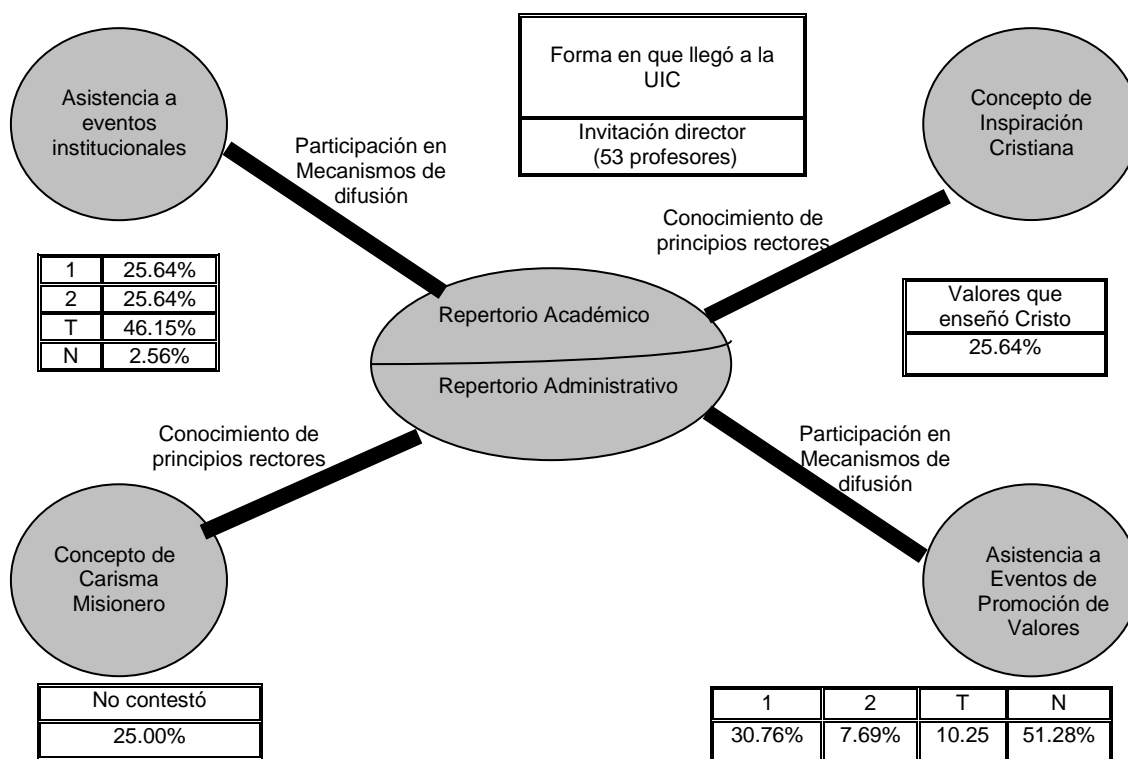 Asistencia a
eventos
institucionales
Participación en
Mecanismos de
difusión
Forma en que llegó a la
UIC
Invitación director
(53 profesores)
Concepto de
Inspiración
Cristiana
Conocimiento de
principios rectores
1 25.64%
2 25.64%
T 46.15%
N 2.56%
Valores que
enseñó Cristo
25.64%
Repertorio Académico
Repertorio Administrativo
Conocimiento de
principios rectores
Participación en
Mecanismos de
difusión
Concepto de
Carisma
Misionero
Asistencia a
Eventos de
Promoción de
Valores
No contestó
25.00%
1 2 T N
30.76% 7.69% 10.25 51.28%